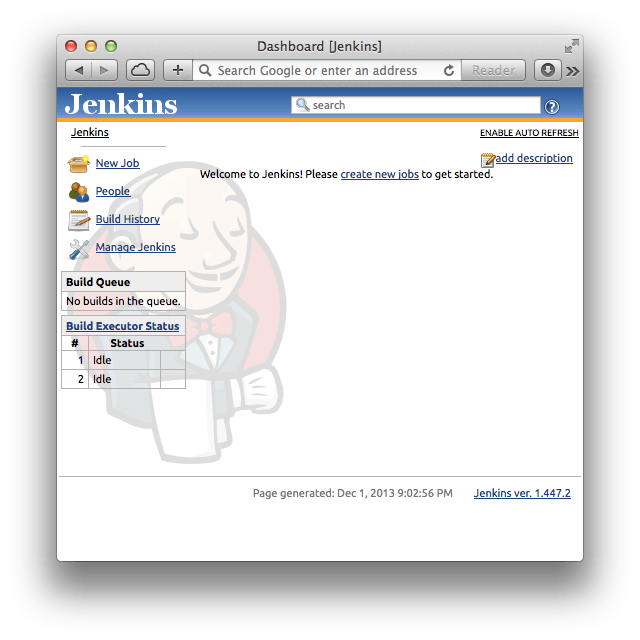 Dashboard [Jenkins]
Search Google or enter an address
Reader
Jenkins
search
?
Jenkins
ENABLE AUTO REFRESH
New Job
People
Build History
Manage Jenkins
add description
Welcome to Jenkins! Please create new jobs to get started.
Build Queue
No builds in the queue.
Build Executor Status
# Status
1 Idle
2 Idle
Page generated: Dec 1, 2013 9:02:56 PM Jenkins ver. 1.447.2